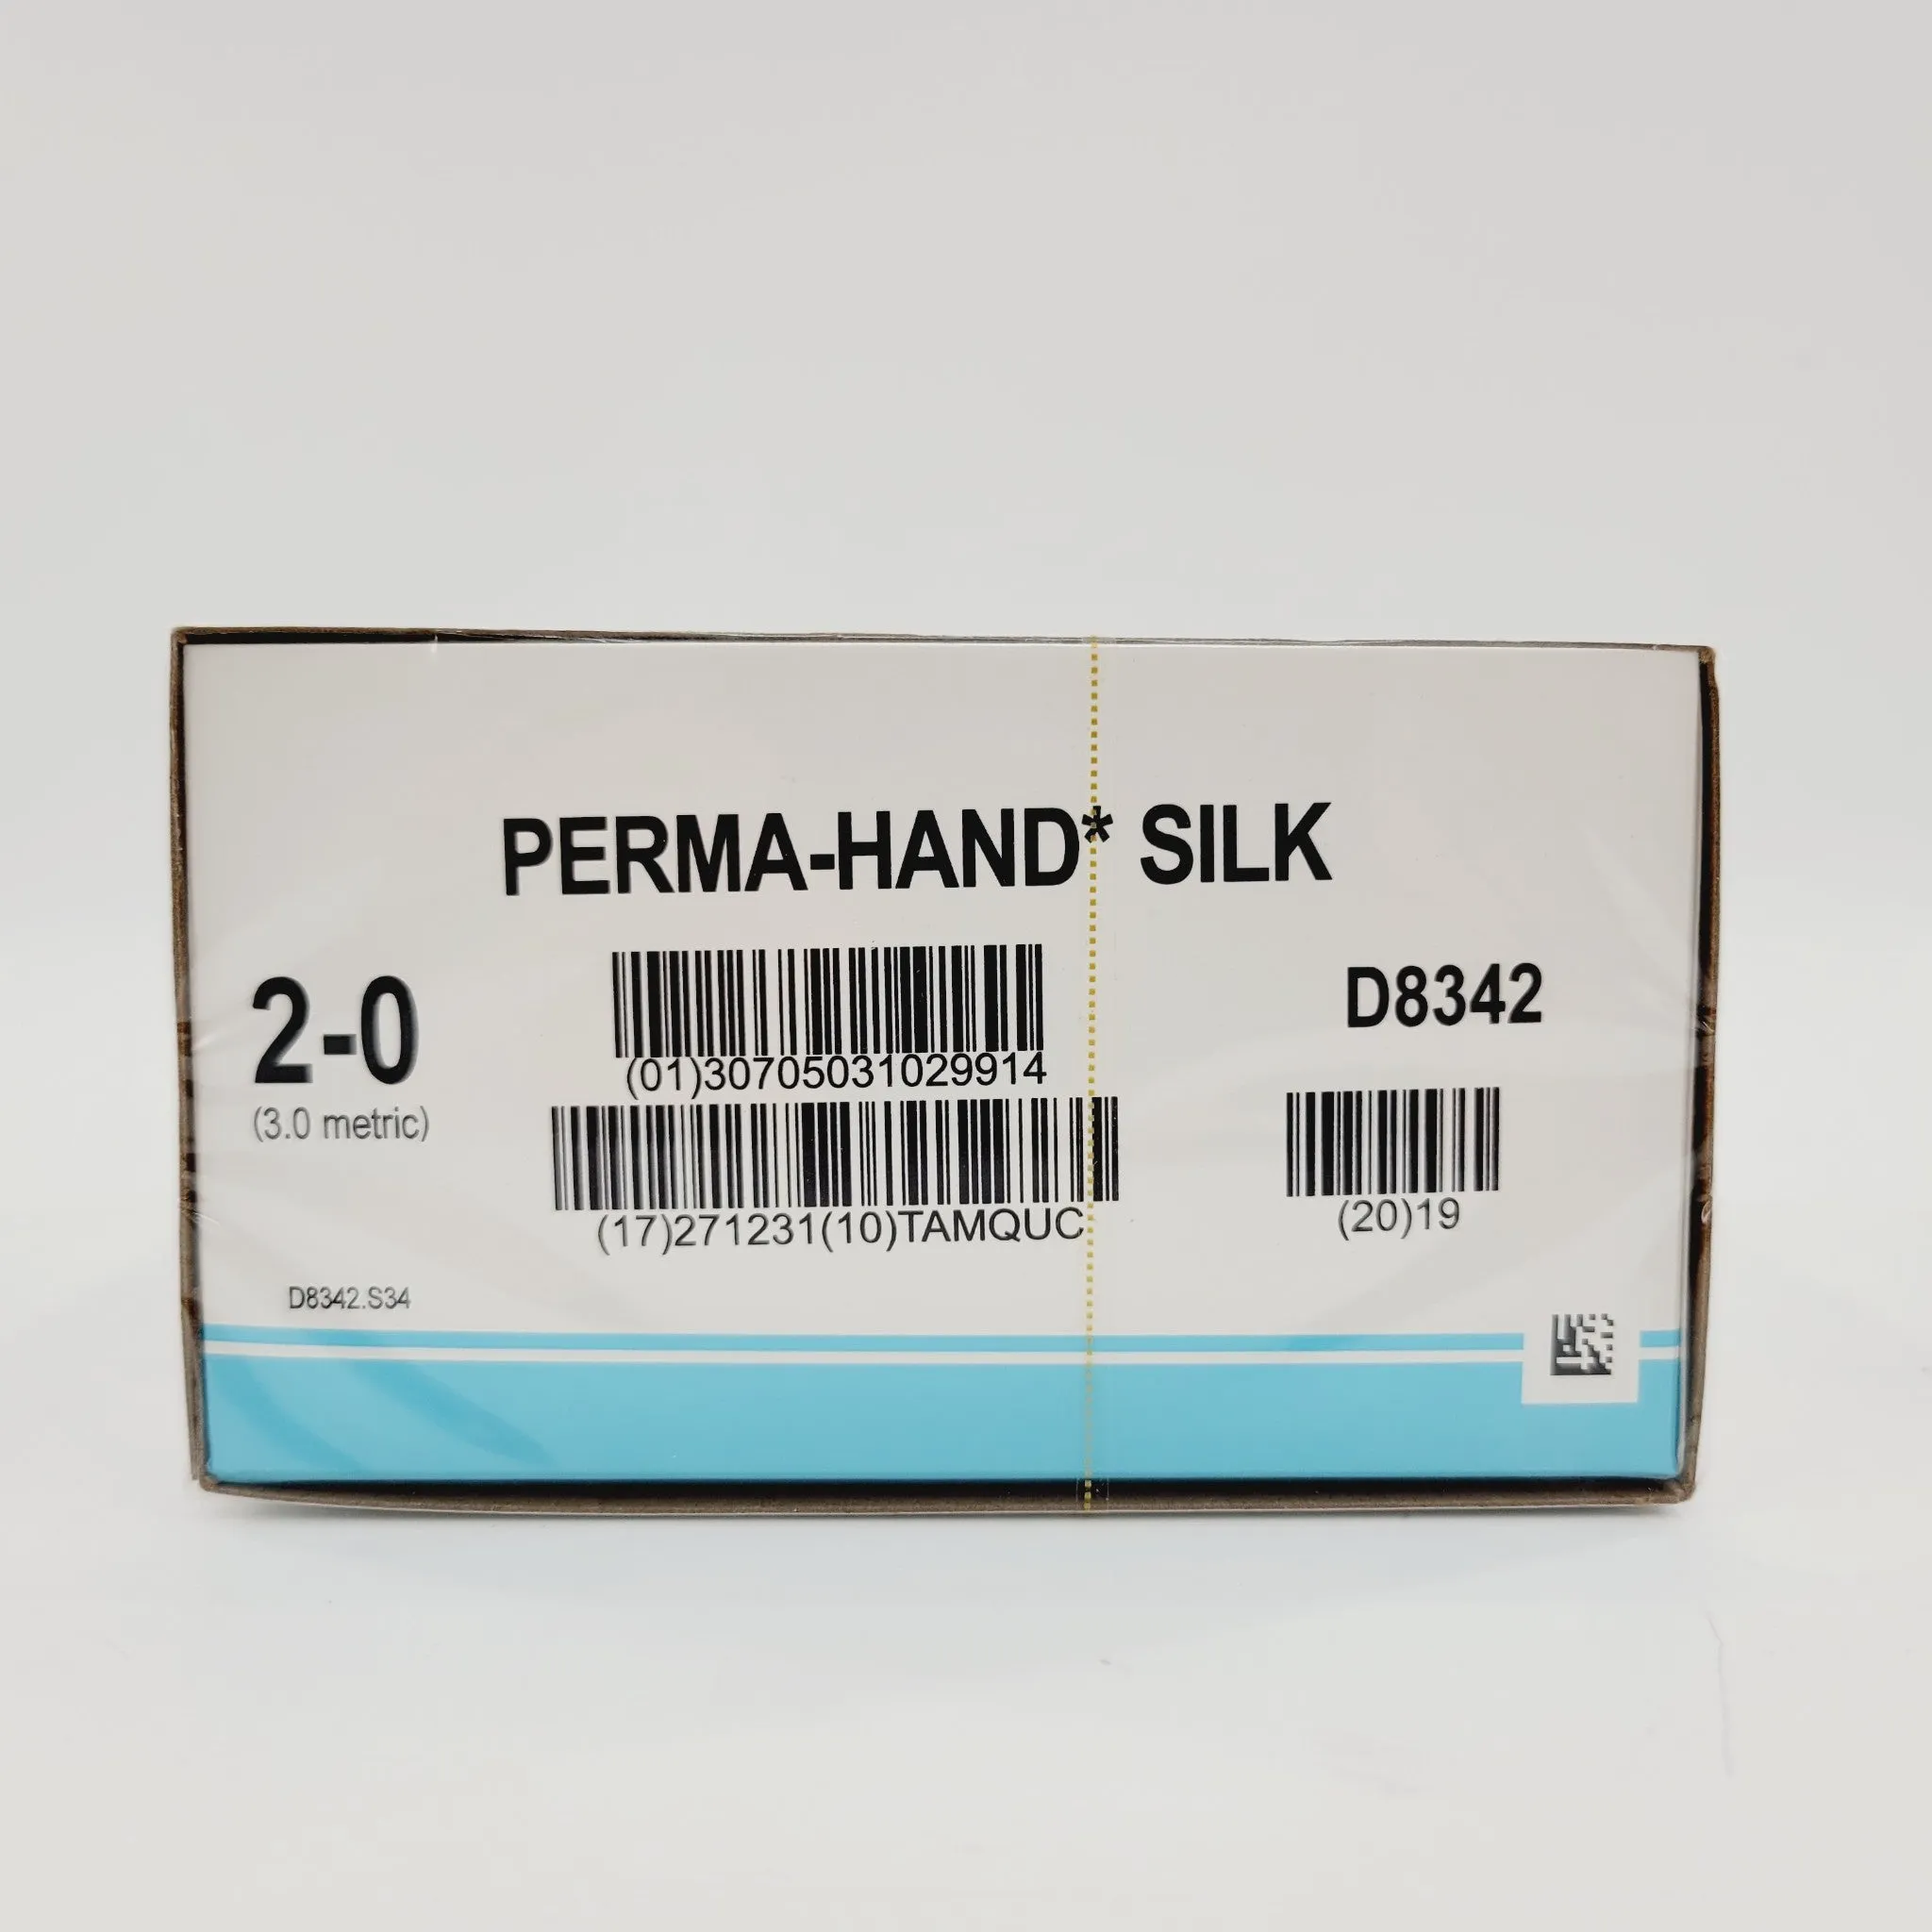 PERMA-HAND* SILK
2-0
(3.0 metric)
(01)30705031029914
(17)271231(10)TAMQUC
D8342
(20)19
D8342.S34